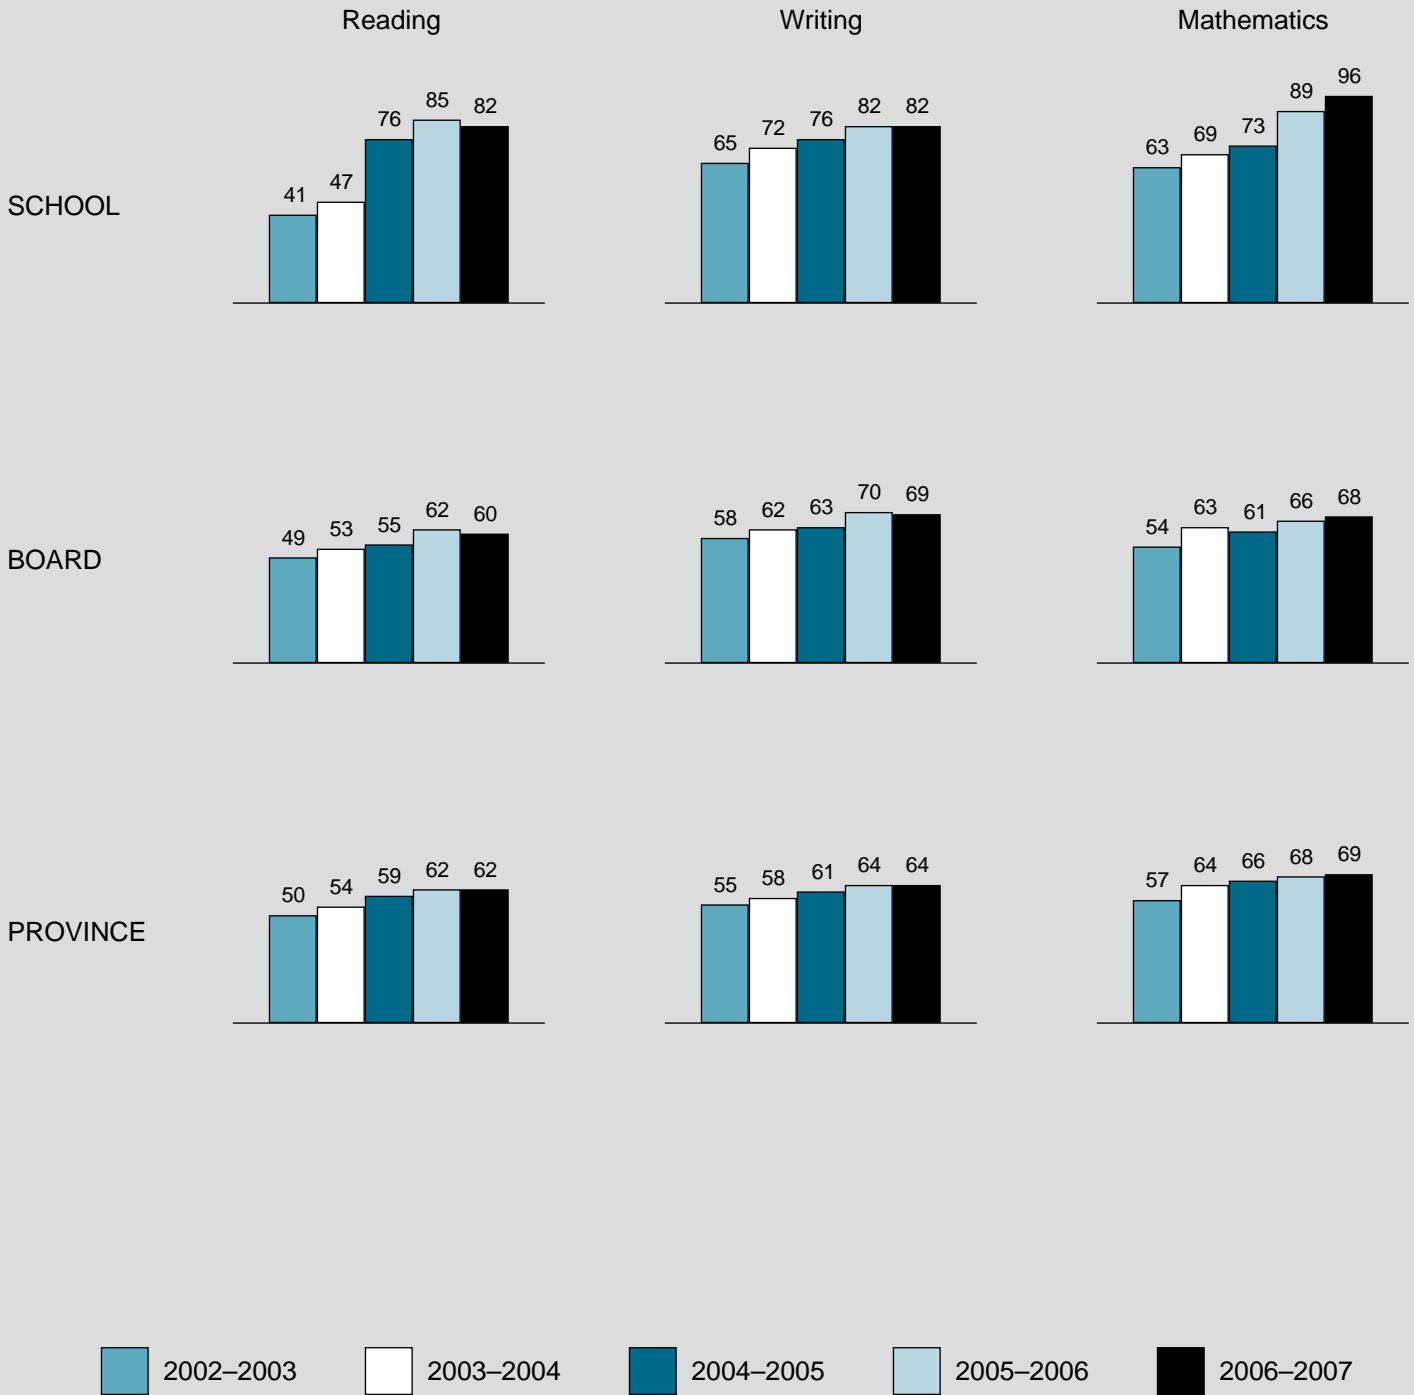 Reading Writing Mathematics
SCHOOL
41 47 76 85 82
65 72 76 82 82
63 69 73 89 96
BOARD
49 53 55 62 60
58 62 63 70 69
54 63 61 66 68
PROVINCE
50 54 59 62 62
55 58 61 64 64
57 64 66 68 69
2002–2003 2003–2004 2004–2005 2005–2006 2006–2007